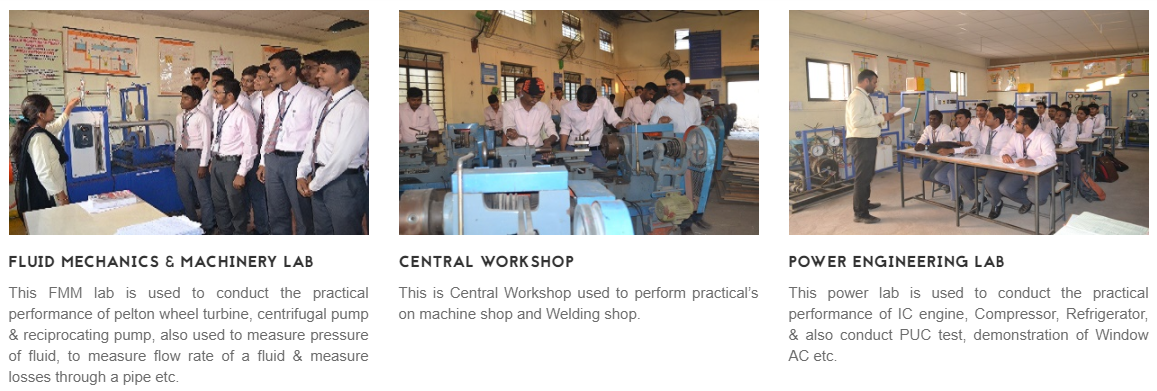 FLUID MECHANICS & MACHINERY LAB
This FMM lab is used to conduct the practical
performance of pelton wheel turbine, centrifugal pump
& reciprocating pump, also used to measure pressure
of fluid, to measure flow rate of a fluid & measure
losses through a pipe etc.
CENTRAL WORKSHOP
This is Central Workshop used to perform practical's
on machine shop and Welding shop.
POWER ENGINEERING LAB
This power lab is used to conduct the practical
performance of IC engine, Compressor, Refrigerator,
& also conduct PUC test, demonstration of Window
AC etc.